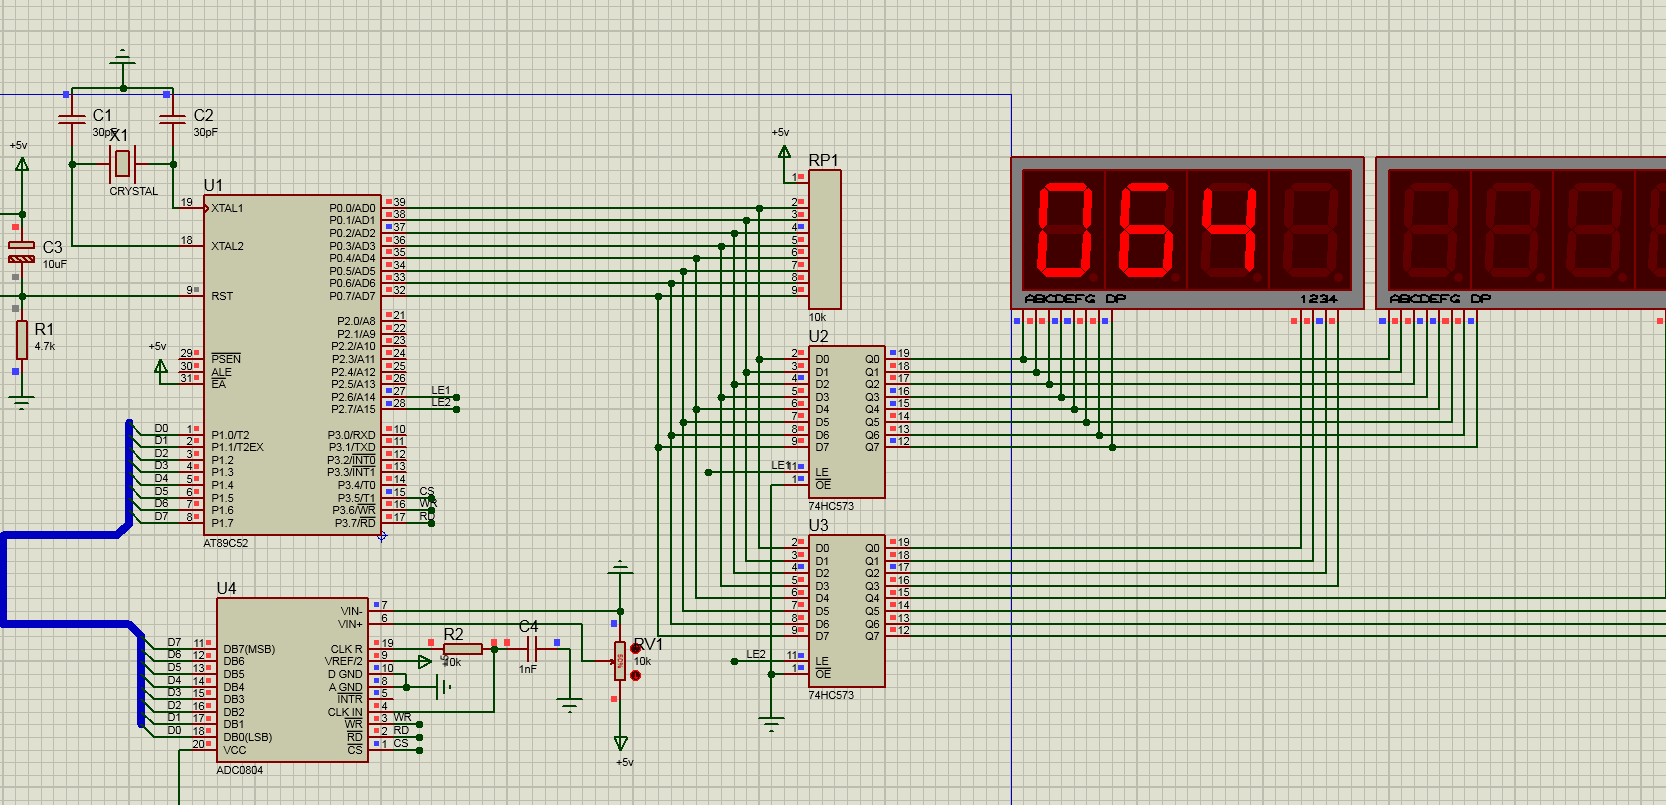 C1
30pF
C2
30pF
X1
CRYSTAL
+5v
C3
10uF
R1
4.7k
+5v
U1
19 XTAL1
18 XTAL2
9 RST
29 PSEN
30 ALE
31 EA
D0 1 P1.0/T2
D1 2 P1.1/T2EX
D2 3 P1.2
D3 4 P1.3
D4 5 P1.4
D5 6 P1.5
D6 7 P1.6
D7 8 P1.7
P0.0/AD0 39
P0.1/AD1 38
P0.2/AD2 37
P0.3/AD3 36
P0.4/AD4 35
P0.5/AD5 34
P0.6/AD6 33
P0.7/AD7 32
P2.0/A8 21
P2.1/A9 22
P2.2/A10 23
P2.3/A11 24
P2.4/A12 25
P2.5/A13 26
P2.6/A14 27 LE1
P2.7/A15 28 LE2
P3.0/RXD 10
P3.1/TXD 11
P3.2/INT0 12
P3.3/INT1 13
P3.4/T0 14
P3.5/T1 15 CS
P3.6/WR 16 WR
P3.7/RD 17 RD
AT89C52
+5v
RP1
1
2
3
4
5
6
7
8
9
10k
U2
2 D0 Q0 19
3 D1 Q1 18
4 D2 Q2 17
5 D3 Q3 16
6 D4 Q4 15
7 D5 Q5 14
8 D6 Q6 13
9 D7 Q7 12
LE1 11 LE
1 OE
74HC573
U3
2 D0 Q0 19
3 D1 Q1 18
4 D2 Q2 17
5 D3 Q3 16
6 D4 Q4 15
7 D5 Q5 14
8 D6 Q6 13
9 D7 Q7 12
LE2 11 LE
1 OE
74HC573
064
ABCDEFG DP 1234
ABCDEFG DP
U4
D7 11 DB7(MSB)
D6 12 DB6
D5 13 DB5
D4 14 DB4
D3 15 DB3
D2 16 DB2
D1 17 DB1
D0 18 DB0(LSB)
20 VCC
VIN- 7
VIN+ 6
CLK R 19
VREF/2 9
D GND 10
A GND 8
INTR 5
CLK IN 4
WR 3 WR
RD 2 RD
CS 1 CS
ADC0804
R2
10k
C4
1nF
RV1
10k
50%
+5v